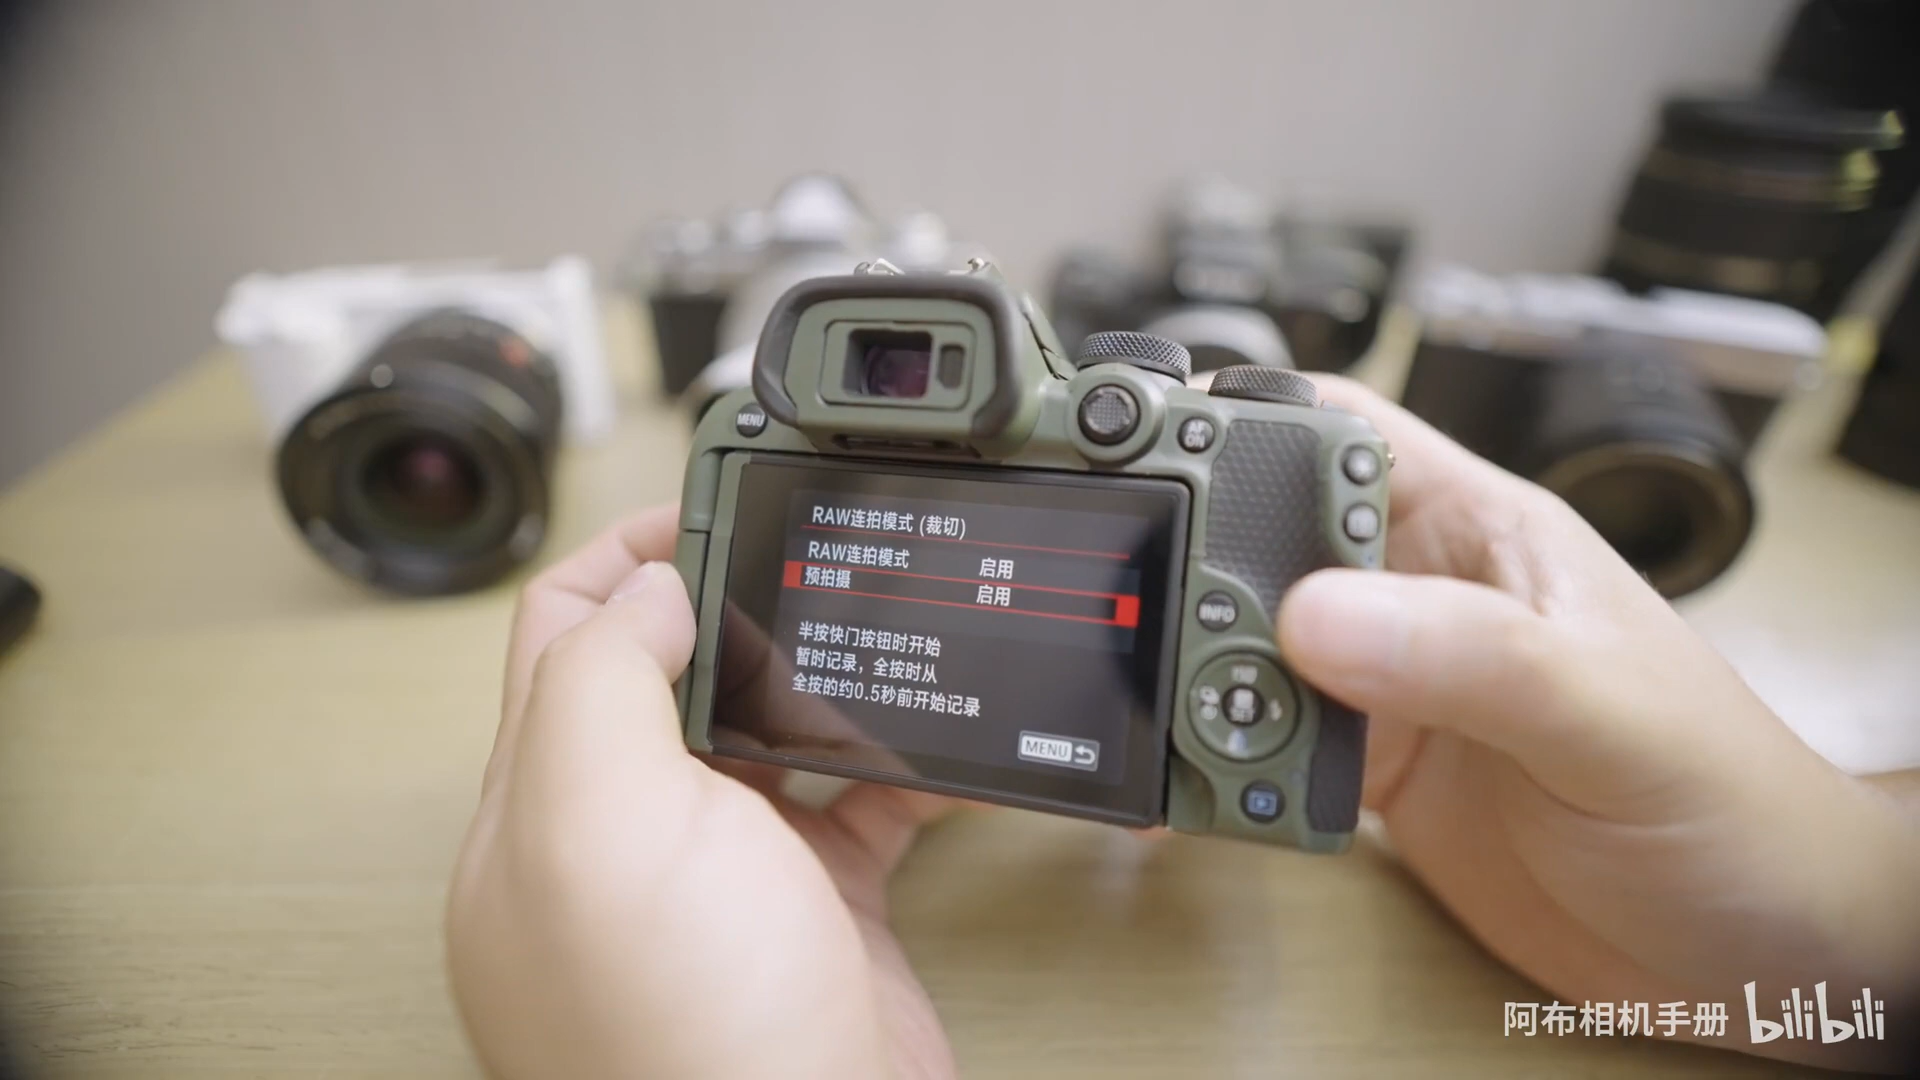 MENU
AF
ON
RAW连拍模式 (裁切)
RAW连拍模式 启用
预拍摄 启用
半按快门按钮时开始
暂时记录，全按时从
全按的约0.5秒前开始记录
MENU
INFO
ISO
SET
阿布相机手册 bilibili